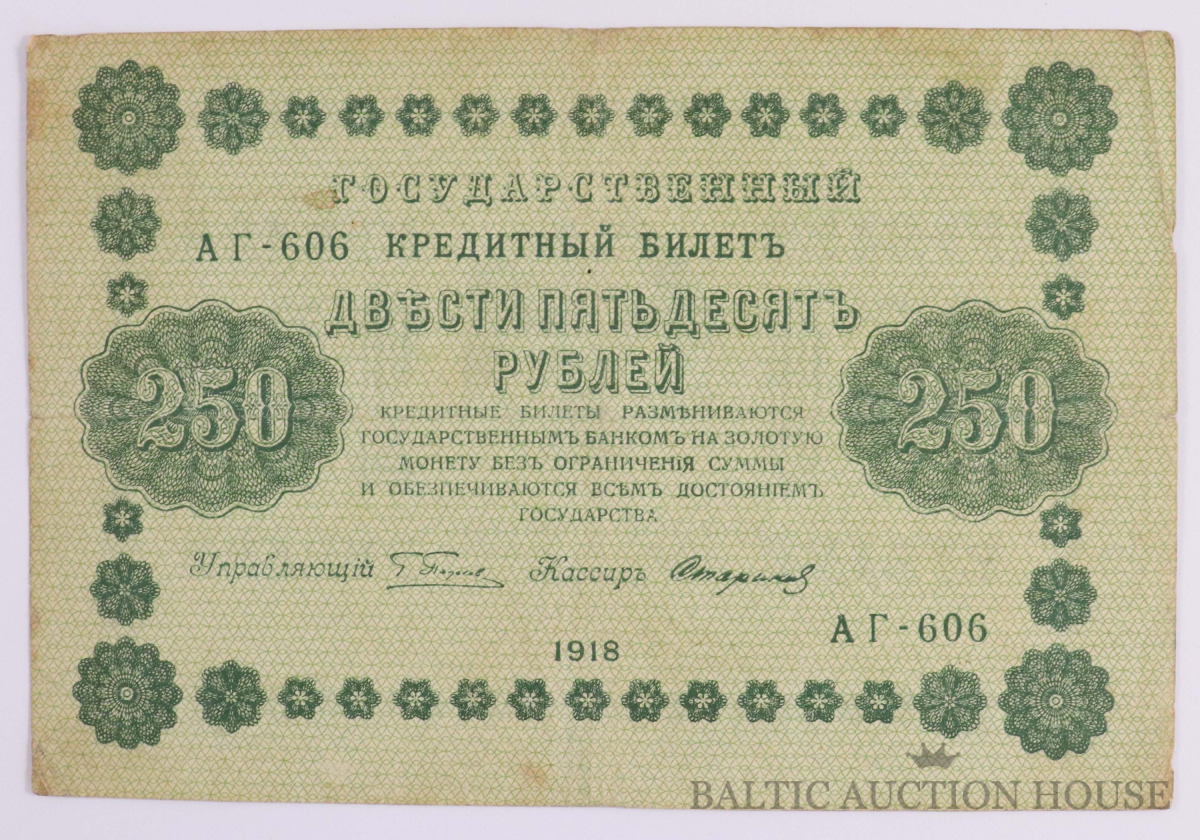 ГОСУДАРСТВЕННЫЙ
АГ-606 КРЕДИТНЫЙ БИЛЕТЪ
ДВѢСТИ ПЯТЬДЕСЯТЪ
РУБЛЕЙ
250
250
КРЕДИТНЫЕ БИЛЕТЫ РАЗМѢНИВАЮТСЯ
ГОСУДАРСТВЕННЫМЪ БАНКОМЪ НА ЗОЛОТУЮ
МОНЕТУ БЕЗЪ ОГРАНИЧЕНІЯ СУММЫ
И ОБЕЗПЕЧИВАЮТСЯ ВСѢМЪ ДОСТОЯНІЕМЪ
ГОСУДАРСТВА
Управляющій Кассиръ Стариков
АГ-606
1918
BALTIC AUCTION HOUSE